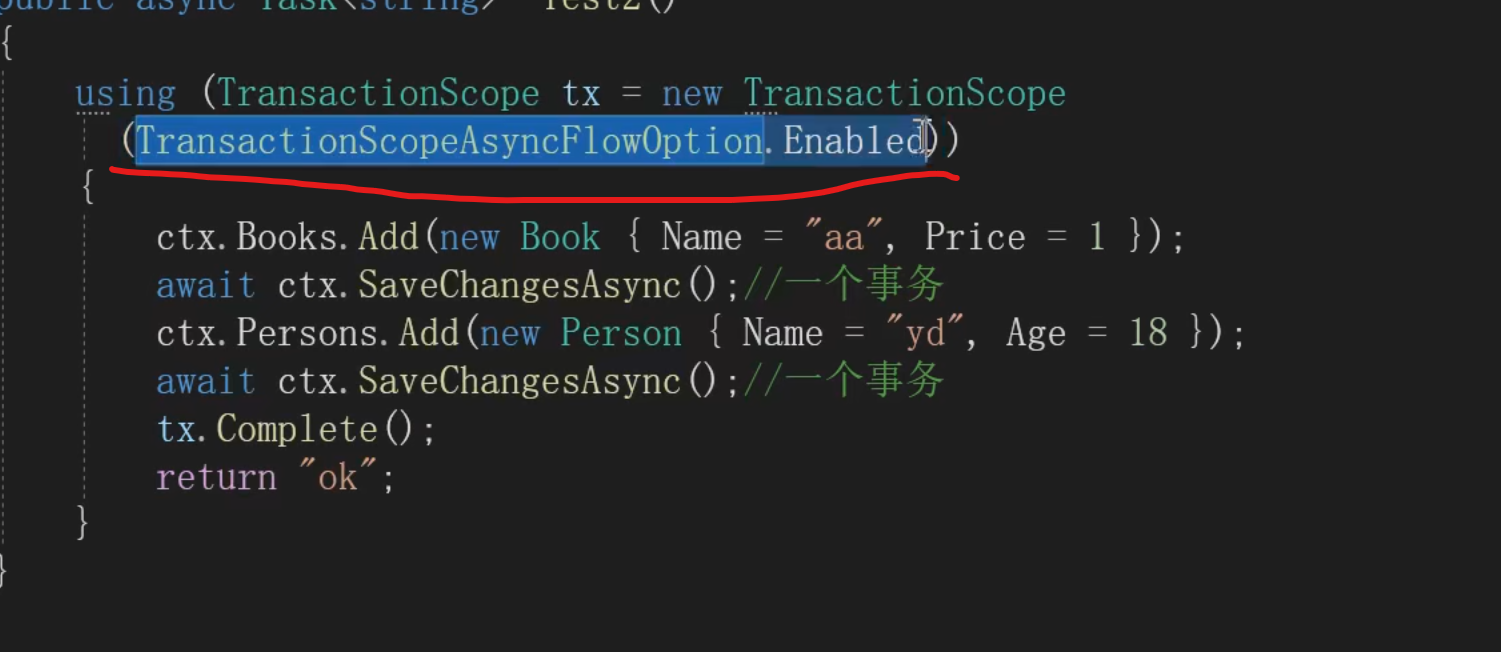 public async Task<string> Test2()
{
using (TransactionScope tx = new TransactionScope
(TransactionScopeAsyncFlowOption.Enabled))
{
ctx.Books.Add(new Book { Name = "aa", Price = 1 });
await ctx.SaveChangesAsync();//一个事务
ctx.Persons.Add(new Person { Name = "yd", Age = 18 });
await ctx.SaveChangesAsync();//一个事务
tx.Complete();
return "ok";
}
}